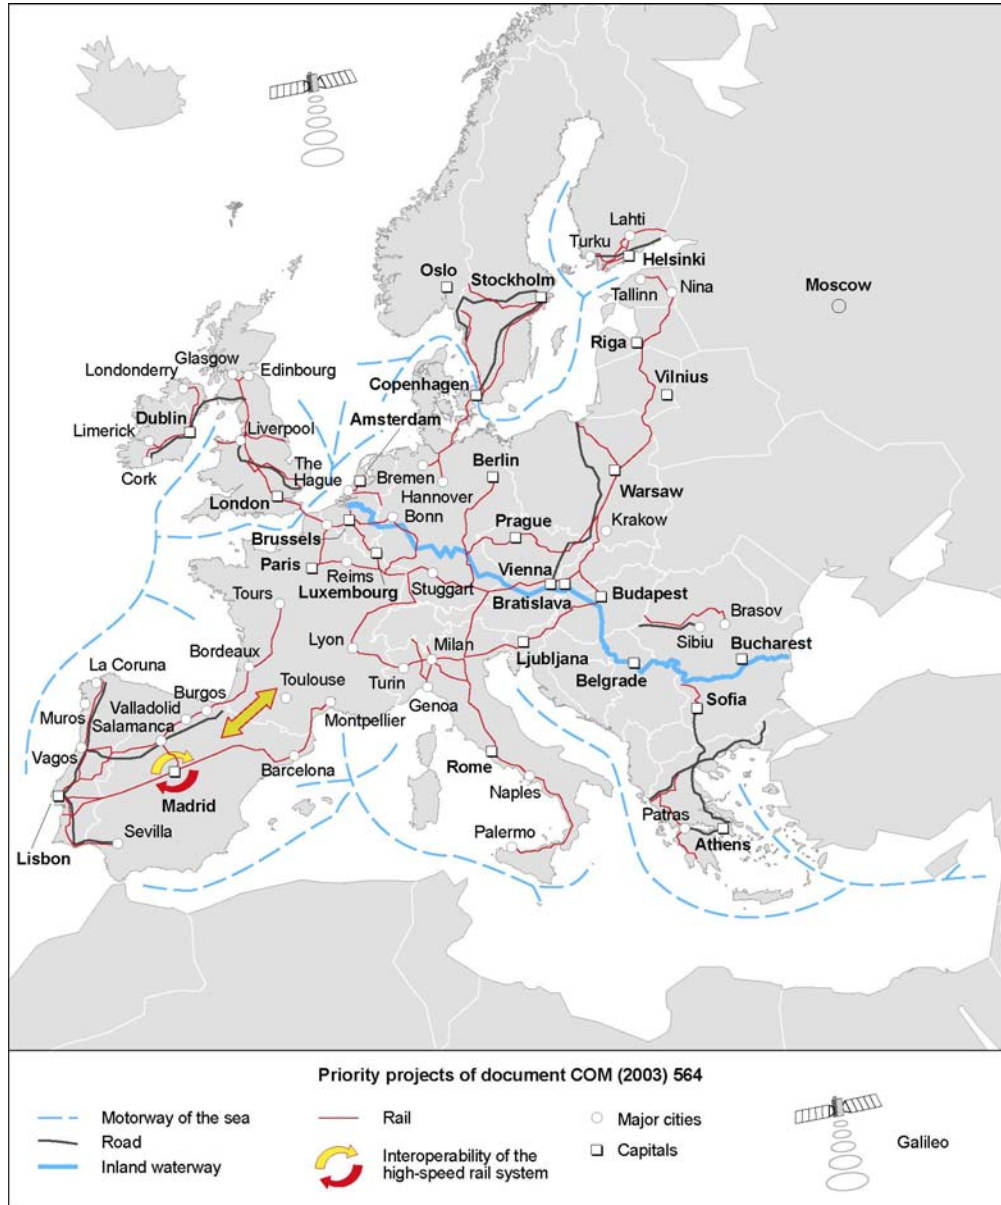 Lahti
Turku
Helsinki
Oslo
Stockholm
Tallinn
Nina
Moscow
Riga
Glasgow
Edinbourg
Londonderry
Vilnius
Copenhagen
Dublin
Amsterdam
Limerick
Liverpool
The
Hague
Cork
Bremen
Berlin
Hannover
Warsaw
London
Bonn
Krakow
Brussels
Prague
Paris
Reims
Luxembourg
Stuggart
Vienna
Bratislava
Budapest
Tours
Brasov
Sibiu
Lyon
Milan
Ljubljana
Bucharest
Bordeaux
Belgrade
La Coruna
Toulouse
Turin
Burgos
Genoa
Sofia
Muros
Valladolid
Salamanca
Montpellier
Vagos
Barcelona
Rome
Madrid
Naples
Patras
Sevilla
Palermo
Athens
Lisbon
Priority projects of document COM (2003) 564
Motorway of the sea
Road
Inland waterway
Rail
Interoperability of the
high-speed rail system
Major cities
Capitals
Galileo